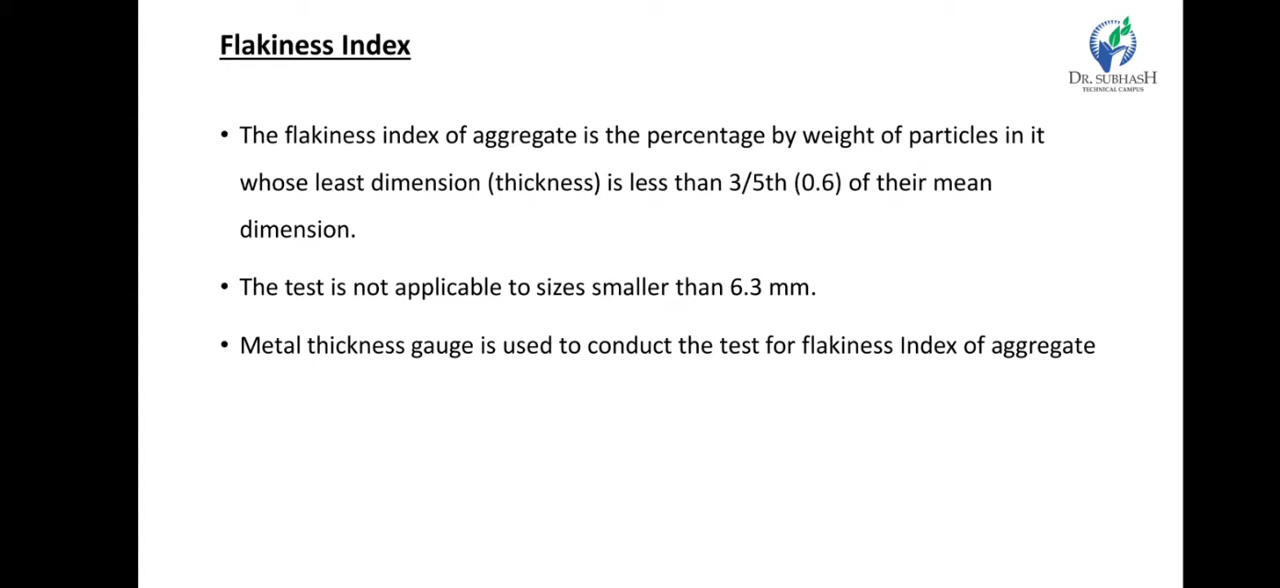 Flakiness Index
DR. SUBHASH
TECHNICAL CAMPUS
• The flakiness index of aggregate is the percentage by weight of particles in it
whose least dimension (thickness) is less than 3/5th (0.6) of their mean
dimension.
• The test is not applicable to sizes smaller than 6.3 mm.
• Metal thickness gauge is used to conduct the test for flakiness Index of aggregate